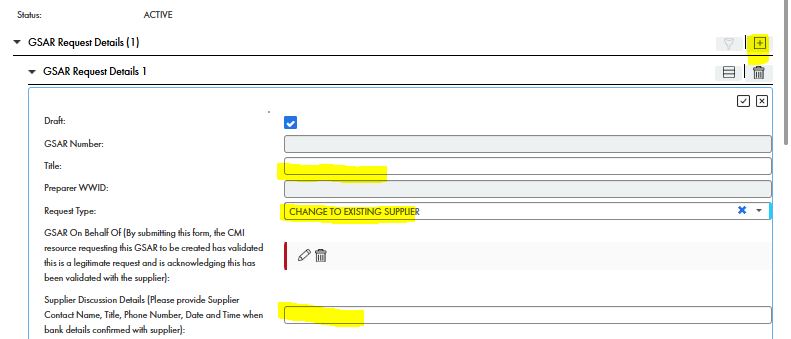 Status: ACTIVE
GSAR Request Details (1)
GSAR Request Details 1
Draft:
GSAR Number:
Title:
Preparer WWID:
Request Type: CHANGE TO EXISTING SUPPLIER
GSAR On Behalf Of (By submitting this form, the CMI
resource requesting this GSAR to be created has validated
this is a legitimate request and is acknowledging this has
been validated with the supplier):
Supplier Discussion Details (Please provide Supplier
Contact Name, Title, Phone Number, Date and Time when
bank details confirmed with supplier):